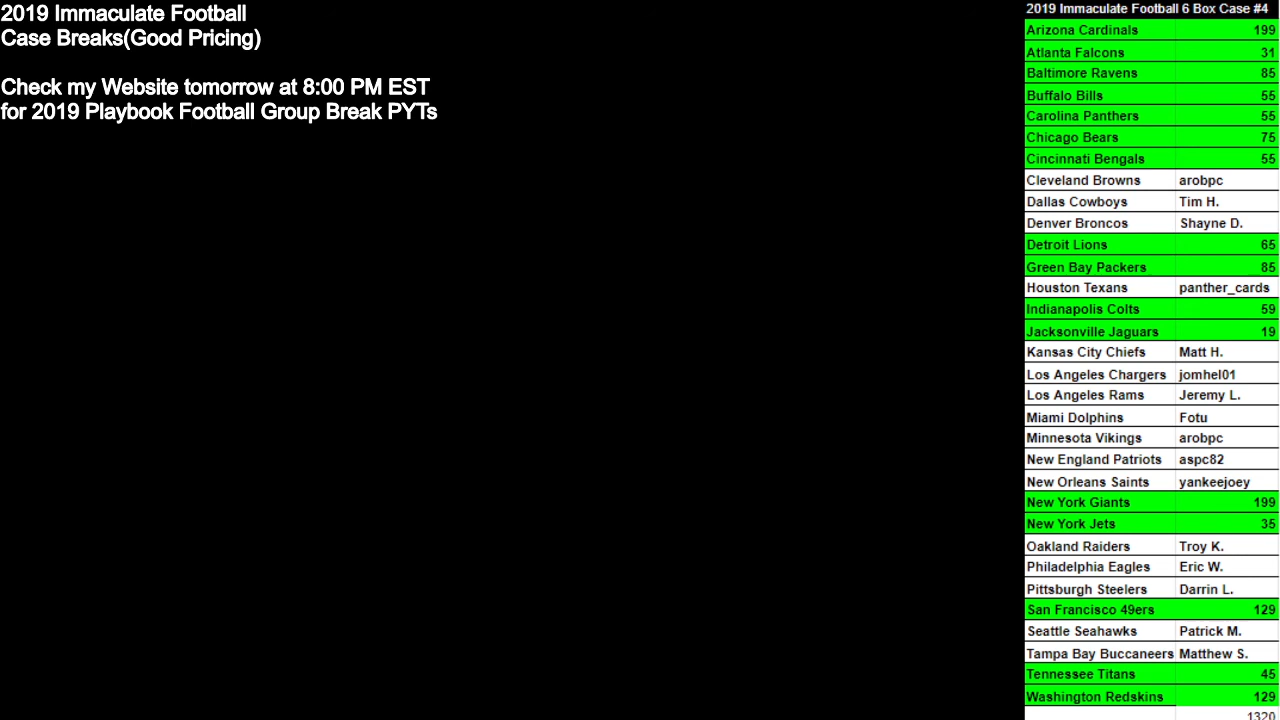 2019 Immaculate Football
Case Breaks(Good Pricing)
Check my Website tomorrow at 8:00 PM EST
for 2019 Playbook Football Group Break PYTs
2019 Immaculate Football 6 Box Case #4
Arizona Cardinals 199
Atlanta Falcons 31
Baltimore Ravens 85
Buffalo Bills 55
Carolina Panthers 55
Chicago Bears 75
Cincinnati Bengals 55
Cleveland Browns arobpc
Dallas Cowboys Tim H.
Denver Broncos Shayne D.
Detroit Lions 65
Green Bay Packers 85
Houston Texans panther_cards
Indianapolis Colts 59
Jacksonville Jaguars 19
Kansas City Chiefs Matt H.
Los Angeles Chargers jomhel01
Los Angeles Rams Jeremy L.
Miami Dolphins Fotu
Minnesota Vikings arobpc
New England Patriots aspc82
New Orleans Saints yankeejoey
New York Giants 199
New York Jets 35
Oakland Raiders Troy K.
Philadelphia Eagles Eric W.
Pittsburgh Steelers Darrin L.
San Francisco 49ers 129
Seattle Seahawks Patrick M.
Tampa Bay Buccaneers Matthew S.
Tennessee Titans 45
Washington Redskins 129
1320